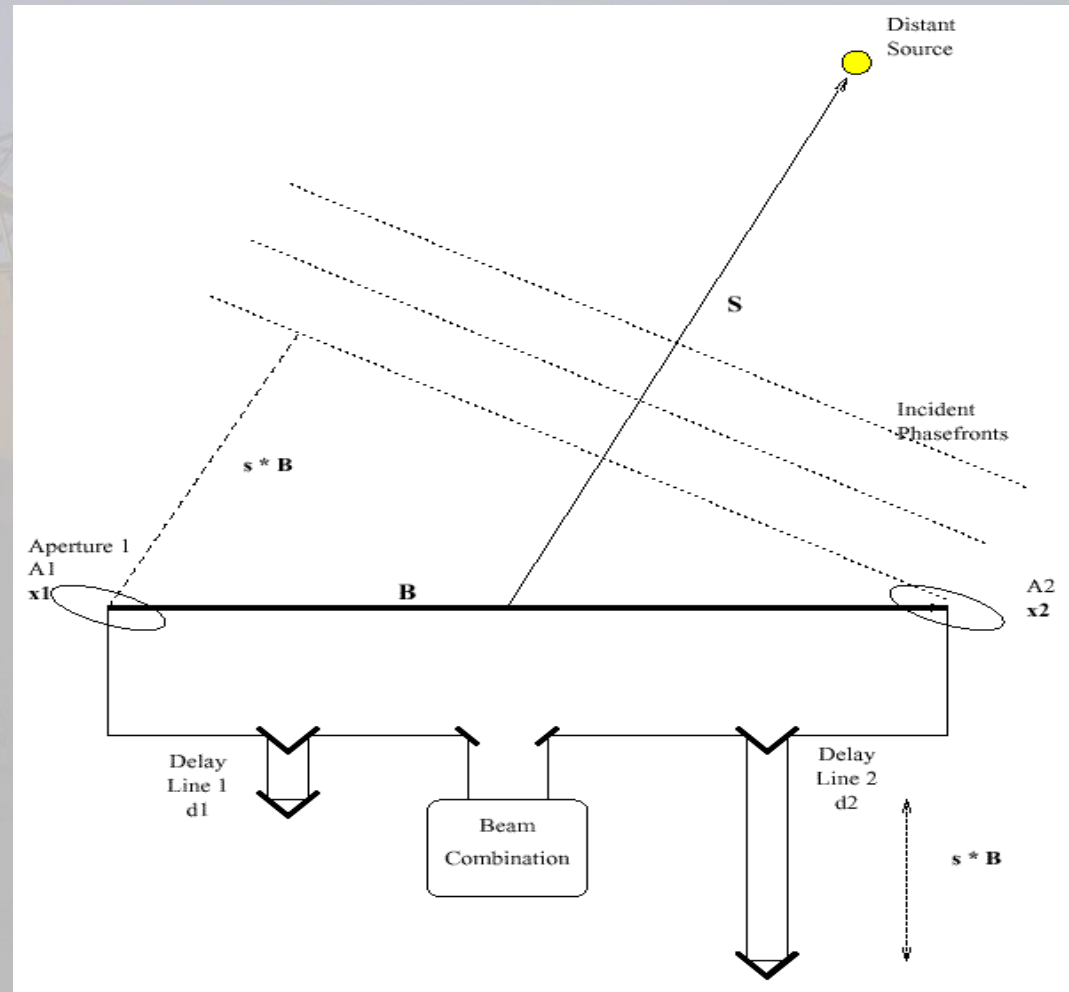 Distant
Source
S
Incident
Phasefronts
s * B
Aperture 1
A1
x1
B
A2
x2
Delay
Line 1
d1
Delay
Line 2
d2
Beam
Combination
s * B